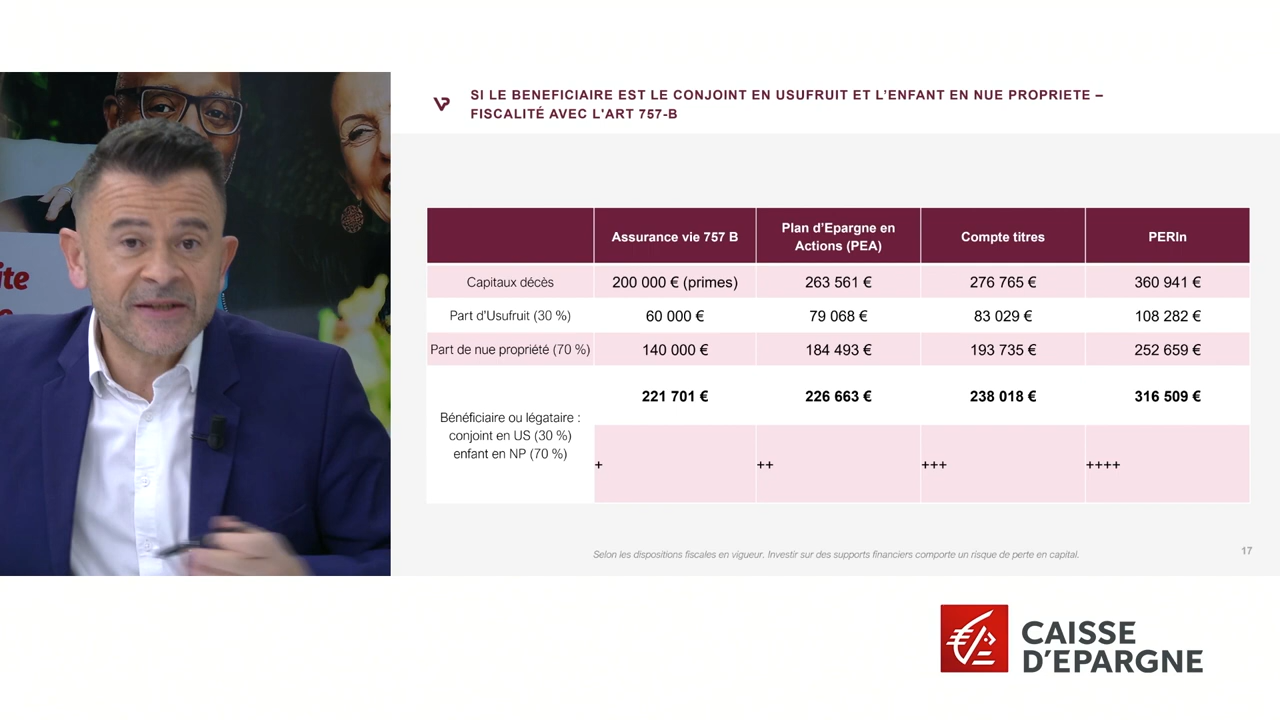 ite
VP
SI LE BENEFICIAIRE EST LE CONJOINT EN USUFRUIT ET L'ENFANT EN NUE PROPRIETE –
FISCALITÉ AVEC L'ART 757-B
Assurance vie 757 B
Plan d'Epargne en
Actions (PEA)
Compte titres
PERIn
Capitaux décès
200 000 € (primes)
263 561 €
276 765 €
360 941 €
Part d'Usufruit (30 %)
60 000 €
79 068 €
83 029 €
108 282 €
Part de nue propriété (70 %)
140 000 €
184 493 €
193 735 €
252 659 €
Bénéficiaire ou légataire :
conjoint en US (30 %)
enfant en NP (70 %)
221 701 €
226 663 €
238 018 €
316 509 €
+
++
+++
++++
Selon les dispositions fiscales en vigueur. Investir sur des supports financiers comporte un risque de perte en capital.
17
CAISSE
D'EPARGNE